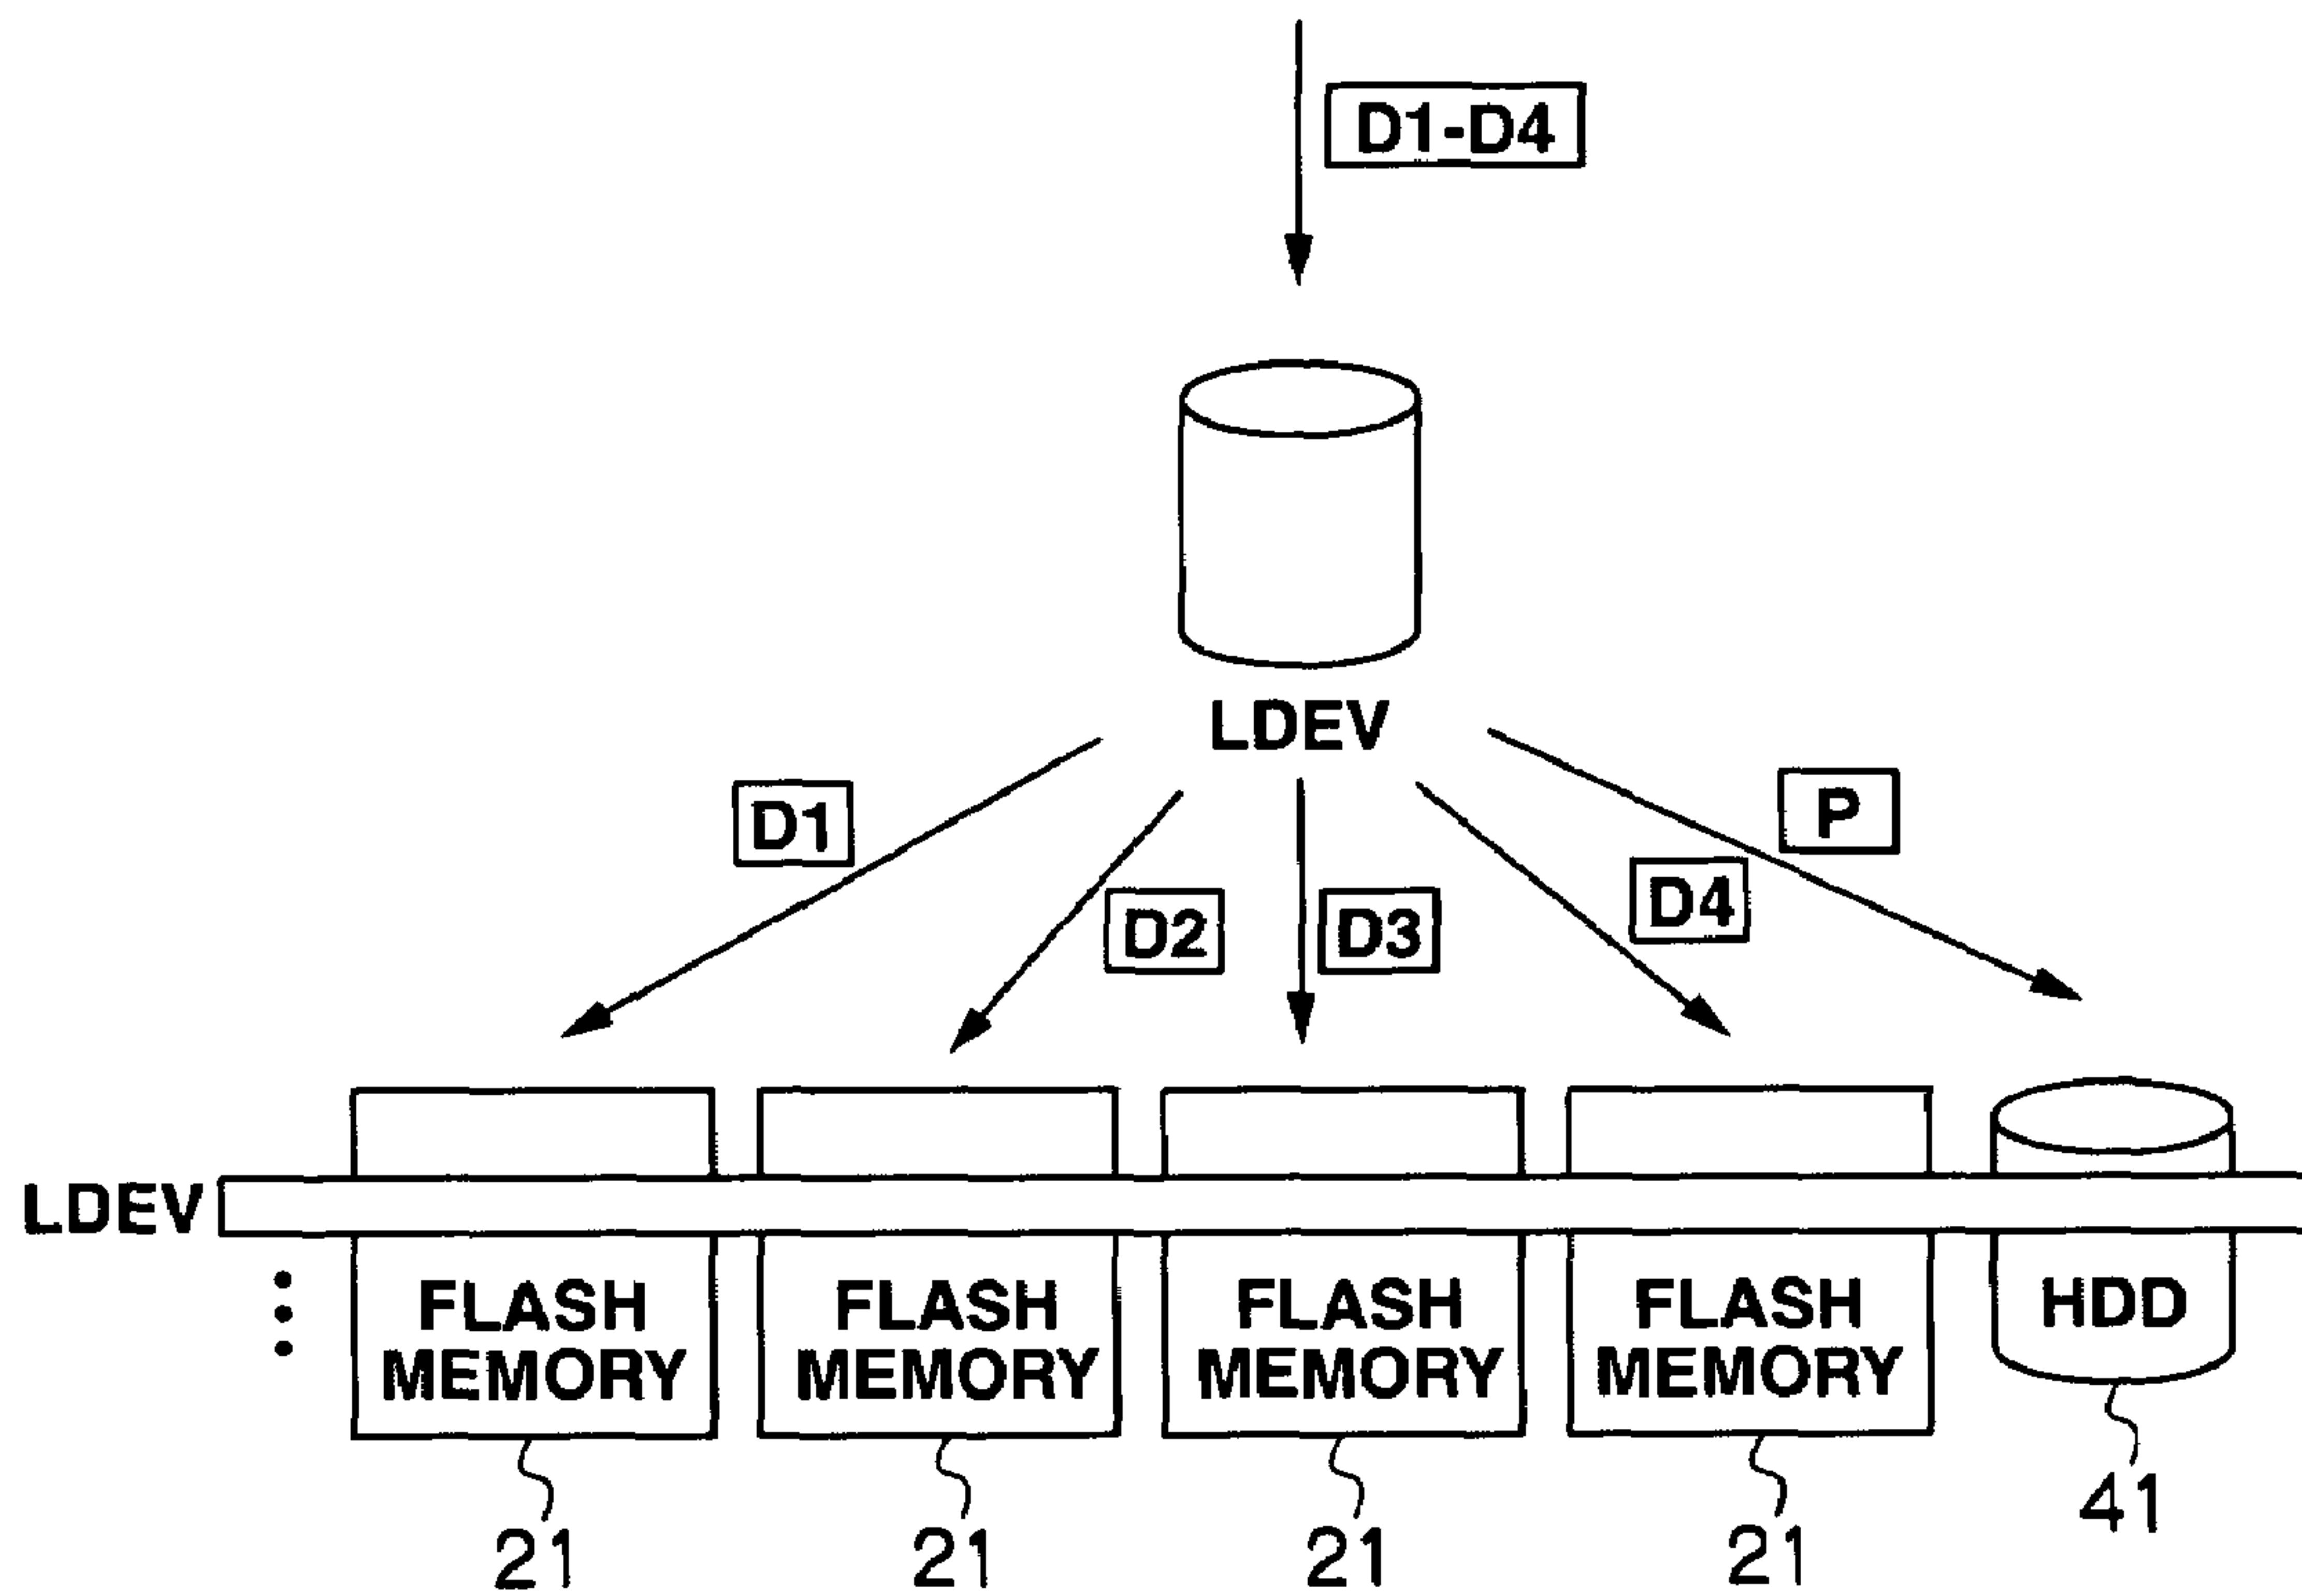 D1-D4
LDEV
D1
P
D4
D2
D3
LDEV
FLASH
MEMORY
FLASH
MEMORY
FLASH
MEMORY
FLASH
MEMORY
HDD
21
21
21
21
41